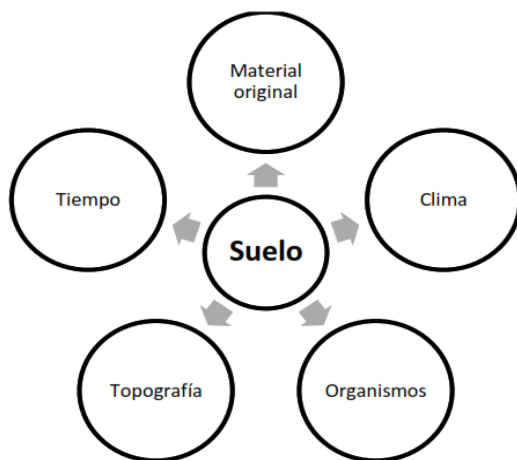 Material
original
Tiempo
Clima
Suelo
Topografía
Organismos